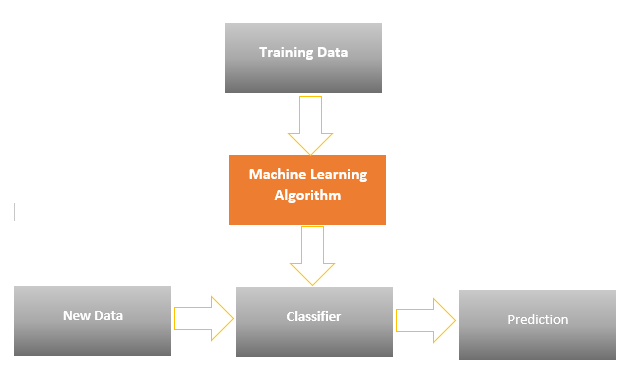 Training Data
Machine Learning
Algorithm
New Data
Classifier
Prediction